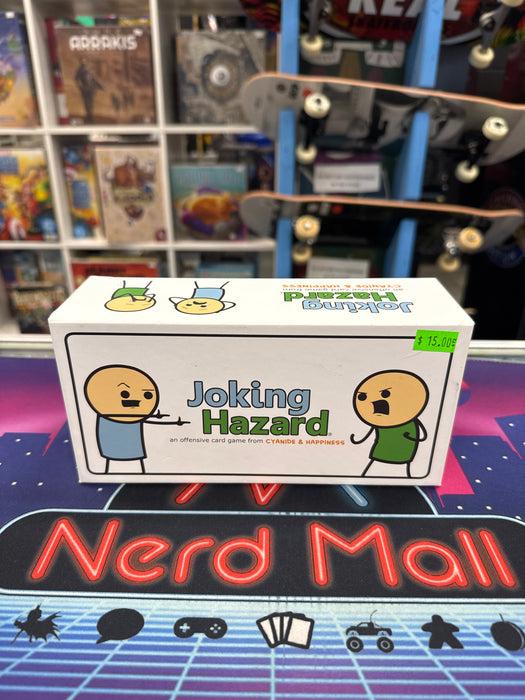 REAL
ARRAKIS
an offensive card game from CYANIDE & HAPPINESS
Joking
Hazard
$ 15.00
Joking
Hazard
an offensive card game from CYANIDE & HAPPINESS
Nerd Mall